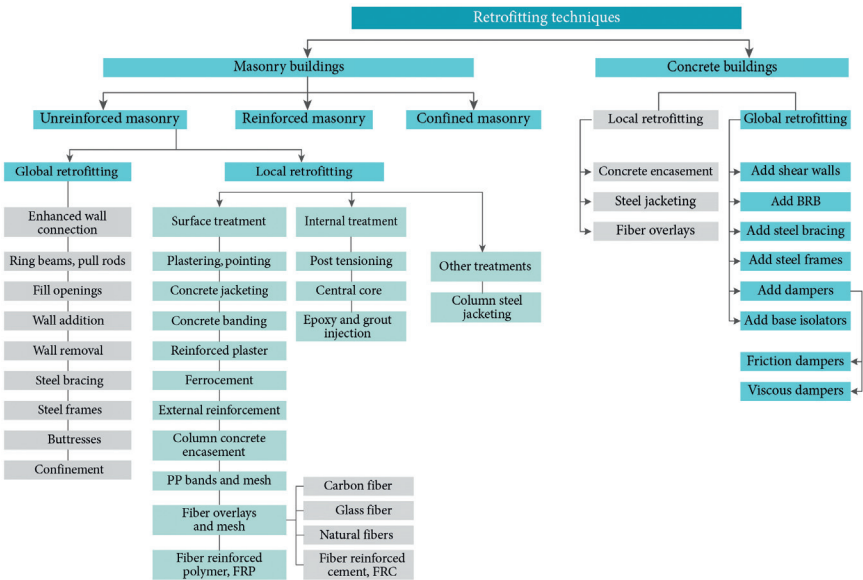 Retrofitting techniques
Masonry buildings
Concrete buildings
Unreinforced masonry
Reinforced masonry
Confined masonry
Local retrofitting
Global retrofitting
Global retrofitting
Local retrofitting
Enhanced wall
connection
Ring beams, pull rods
Fill openings
Wall addition
Wall removal
Steel bracing
Steel frames
Buttresses
Confinement
Surface treatment
Plastering, pointing
Concrete jacketing
Concrete banding
Reinforced plaster
Ferrocement
External reinforcement
Column concrete
encasement
PP bands and mesh
Fiber overlays
and mesh
Fiber reinforced
polymer, FRP
Carbon fiber
Glass fiber
Natural fibers
Fiber reinforced
cement, FRC
Internal treatment
Post tensioning
Central core
Epoxy and grout
injection
Other treatments
Column steel
jacketing
Concrete encasement
Steel jacketing
Fiber overlays
Add shear walls
Add BRB
Add steel bracing
Add steel frames
Add dampers
Add base isolators
Friction dampers
Viscous dampers